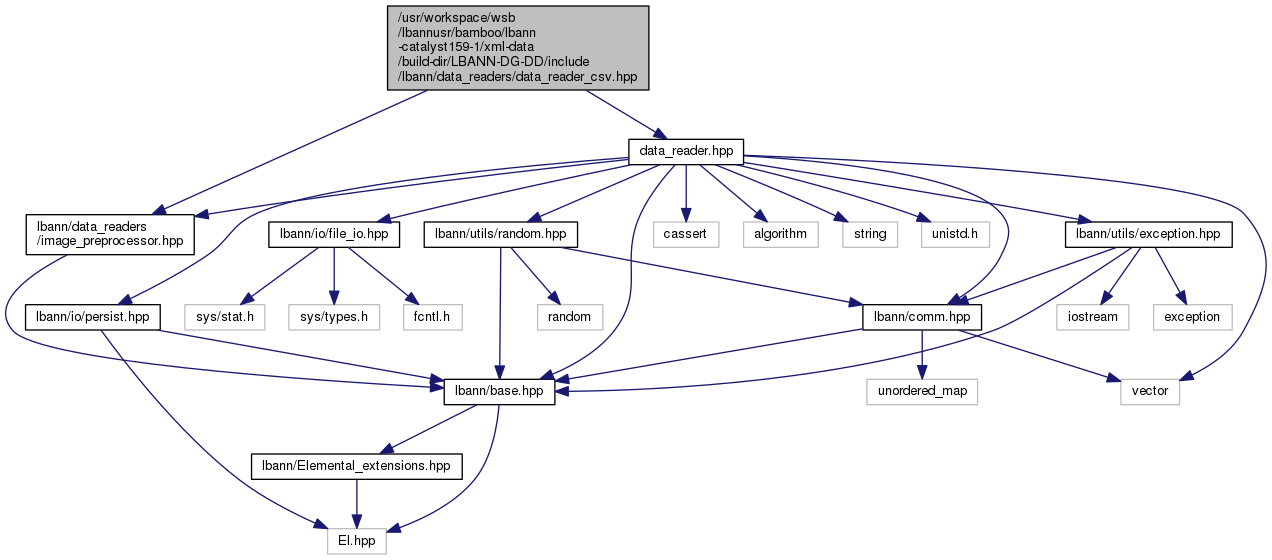 /usr/workspace/wsb
/lbannusr/bamboo/lbann
-catalyst159-1/xml-data
/build-dir/LBANN-DG-DD/include
/lbann/data_readers/data_reader_csv.hpp
data_reader.hpp
lbann/data_readers
/image_preprocessor.hpp
lbann/io/file_io.hpp
lbann/utils/random.hpp
cassert
algorithm
string
unistd.h
lbann/utils/exception.hpp
lbann/io/persist.hpp
sys/stat.h
sys/types.h
fcntl.h
random
lbann/comm.hpp
iostream
exception
lbann/base.hpp
unordered_map
vector
lbann/Elemental_extensions.hpp
El.hpp